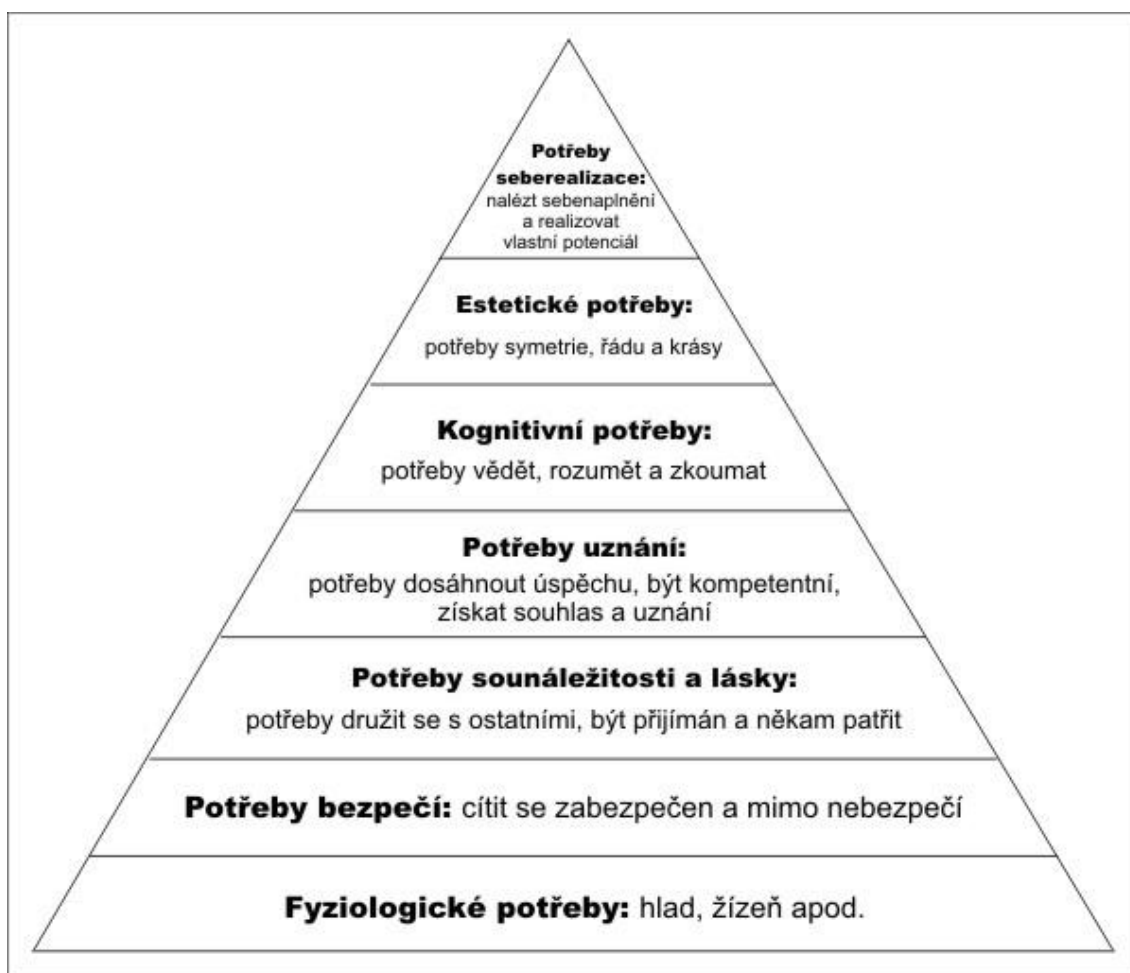 Potřeby
seberealizace:
nalézt sebenaplnění
a realizovat
vlastní potenciál
Estetické potřeby:
potřeby symetrie, řádu a krásy
Kognitivní potřeby:
potřeby vědět, rozumět a zkoumat
Potřeby uznání:
potřeby dosáhnout úspěchu, být kompetentní,
získat souhlas a uznání
Potřeby sounáležitosti a lásky:
potřeby družit se s ostatními, být přijímán a někam patřit
Potřeby bezpečí: cítit se zabezpečen a mimo nebezpečí
Fyziologické potřeby: hlad, žízeň apod.